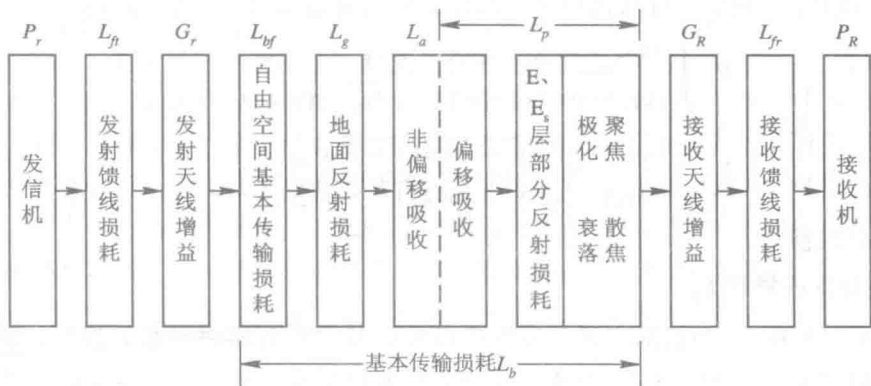 P_r L_ft G_r L_bf L_g L_a L_p G_R L_fr P_R
发信机
发射馈线损耗
发射天线增益
自由空间基本传输损耗
地面反射损耗
非偏移吸收
偏移吸收
E、E_s层部分反射损耗
极化 聚焦
衰落 散焦
接收天线增益
接收馈线损耗
接收机
基本传输损耗L_b